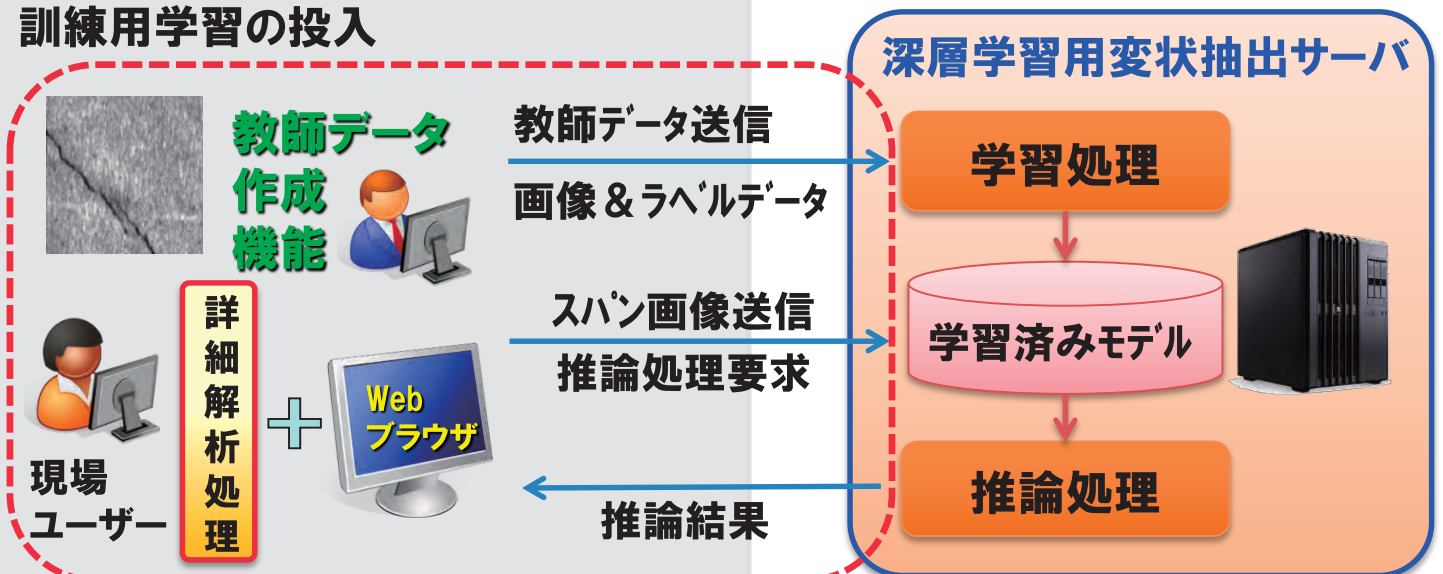 訓練用学習の投入
深層学習用変状抽出サーバ
教師データ
作成
機能
教師データ送信
画像&ラベルデータ
学習処理
詳細解析処理
スパン画像送信
推論処理要求
学習済みモデル
Web
ブラウザ
現場
ユーザー
推論結果
推論処理